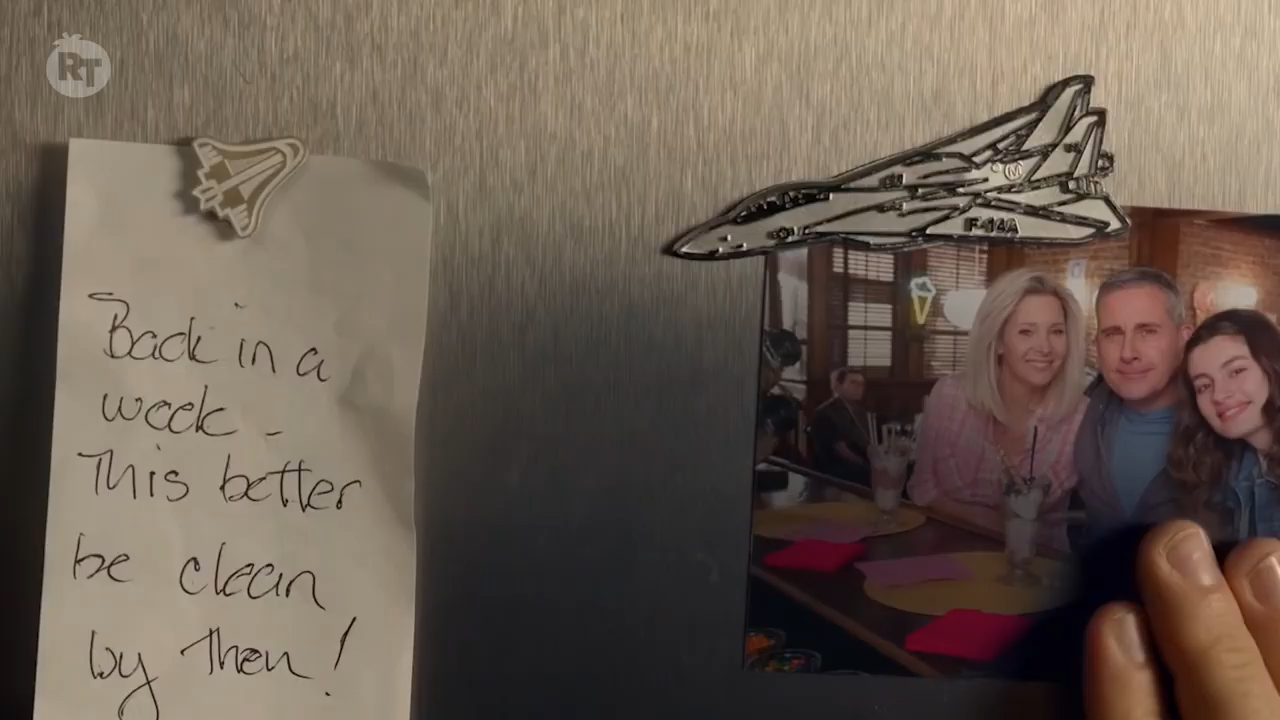 RT
Back in a
week -
This better
be clean
by then!
F-14A
M